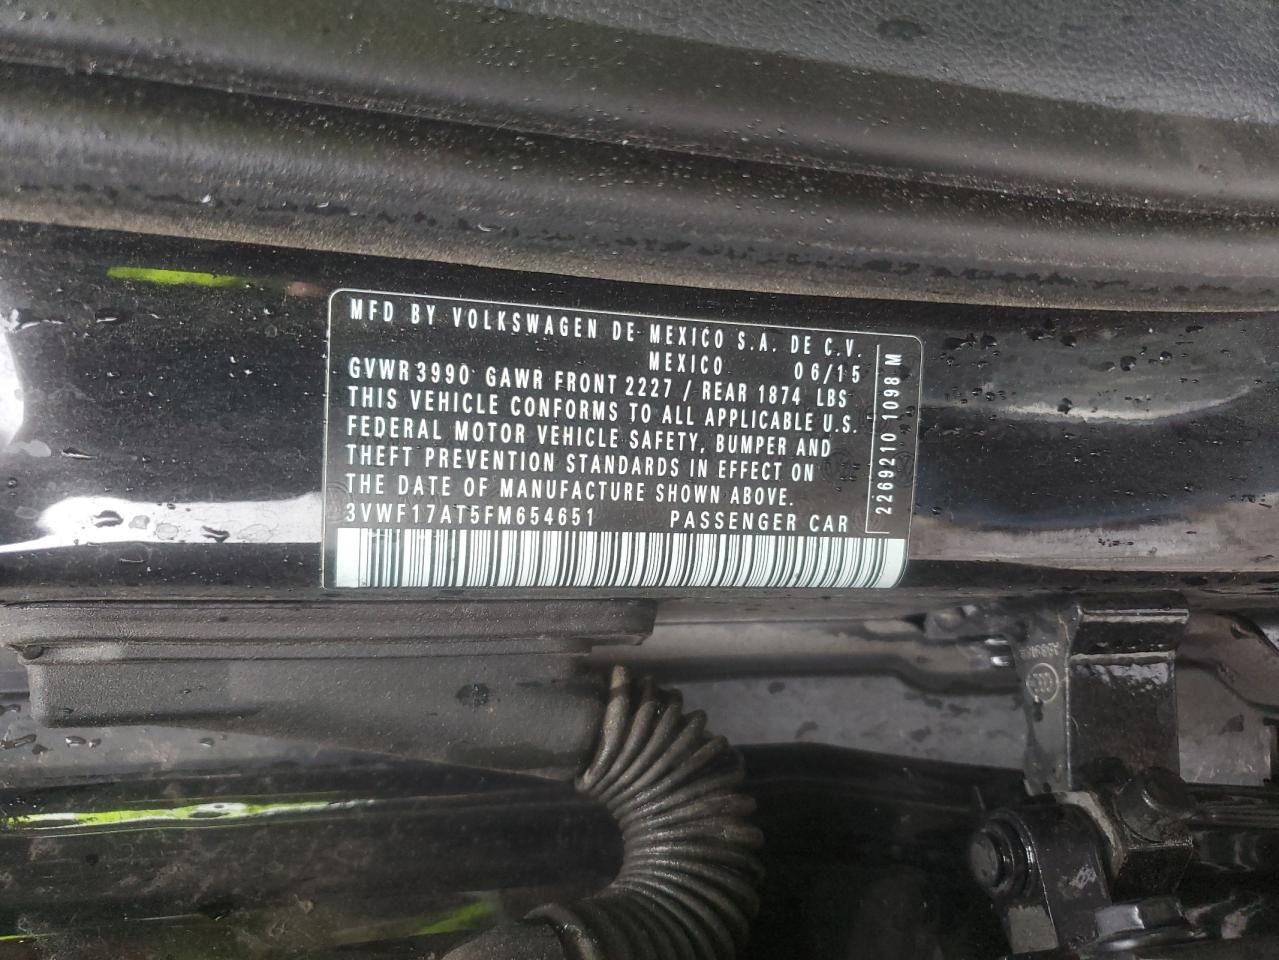 MFD BY VOLKSWAGEN DE MEXICO S.A. DE C.V.
MEXICO 06/15
GVWR 3990 GAWR FRONT 2227 / REAR 1874 LBS
THIS VEHICLE CONFORMS TO ALL APPLICABLE U.S.
FEDERAL MOTOR VEHICLE SAFETY, BUMPER AND
THEFT PREVENTION STANDARDS IN EFFECT ON
THE DATE OF MANUFACTURE SHOWN ABOVE.
3VWF17AT5FM654651 PASSENGER CAR
2269210 1098 M